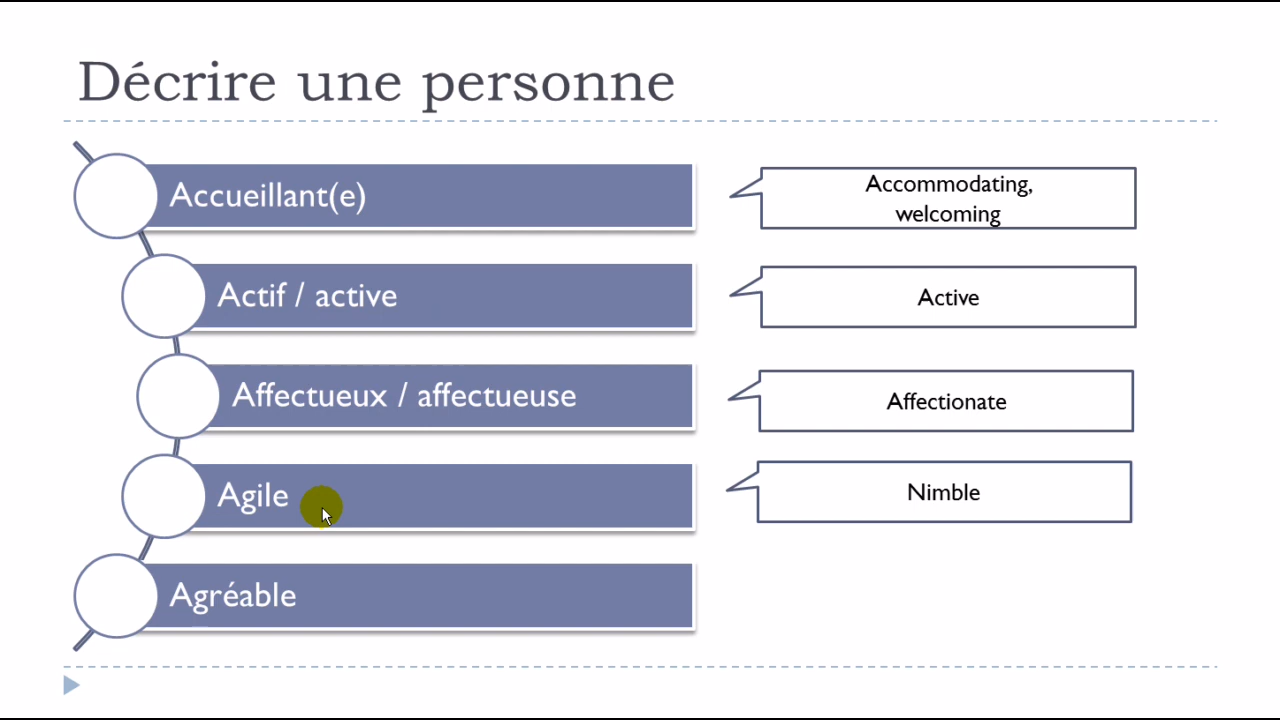 Décrire une personne
Accueillant(e)
Accommodating,
welcoming
Actif / active
Active
Affectueux / affectueuse
Affectionate
Agile
Nimble
Agréable